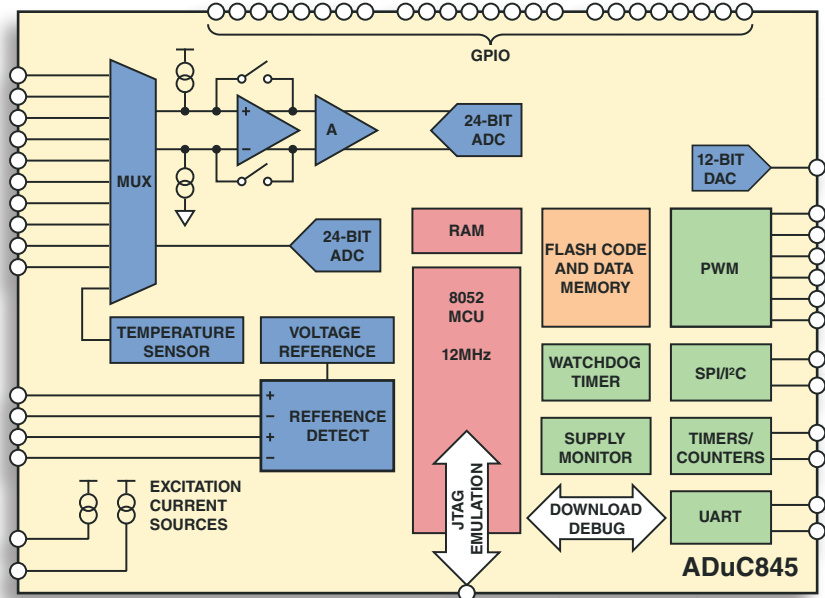 GPIO
+
−
A
24-BIT
ADC
12-BIT
DAC
MUX
24-BIT
ADC
RAM
FLASH CODE
AND DATA
MEMORY
PWM
8052
MCU
12MHz
TEMPERATURE
SENSOR
VOLTAGE
REFERENCE
WATCHDOG
TIMER
SPI/I²C
+
−
+
−
REFERENCE
DETECT
SUPPLY
MONITOR
TIMERS/
COUNTERS
EXCITATION
CURRENT
SOURCES
JTAG
EMULATION
DOWNLOAD
DEBUG
UART
ADuC845